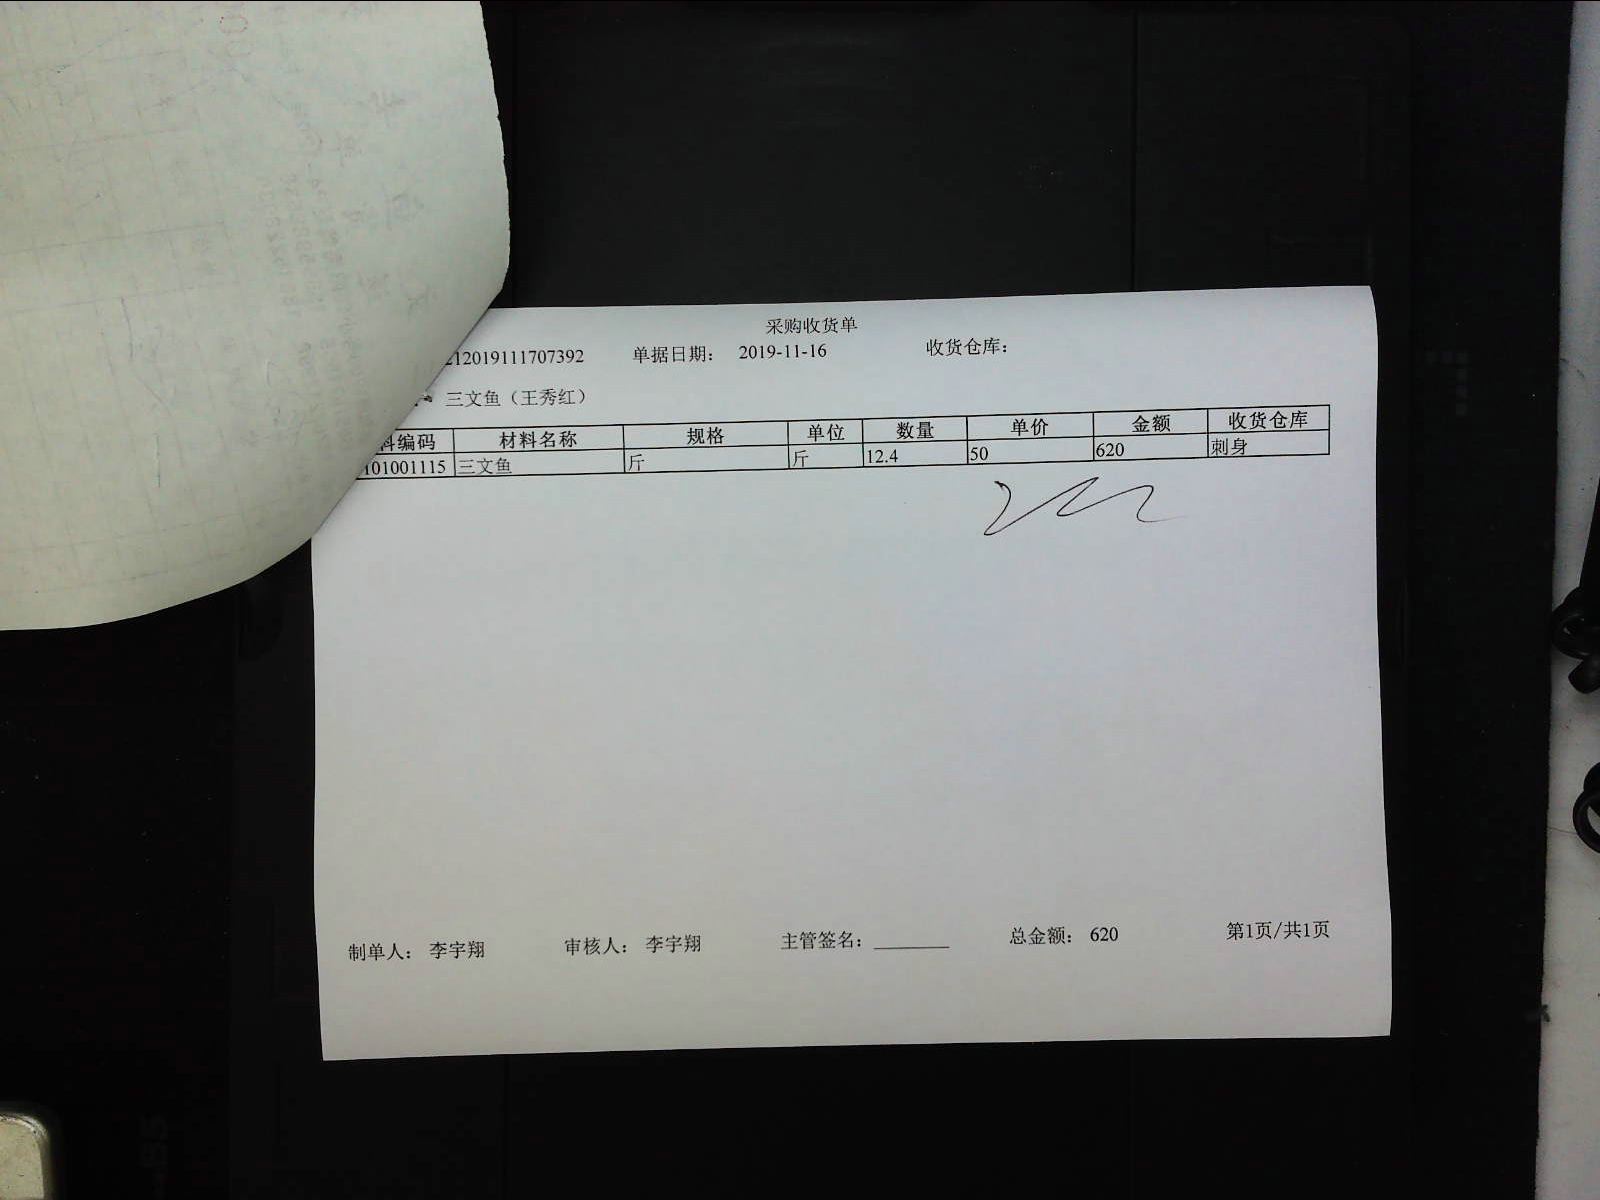 采购收货单
212019111707392 单据日期： 2019-11-16 收货仓库：
三文鱼（王秀红）
料编码 材料名称 规格 单位 数量 单价 金额 收货仓库
101001115 三文鱼 斤 斤 12.4 50 620 刺身
制单人： 李宇翔 审核人： 李宇翔 主管签名： 总金额： 620 第1页/共1页